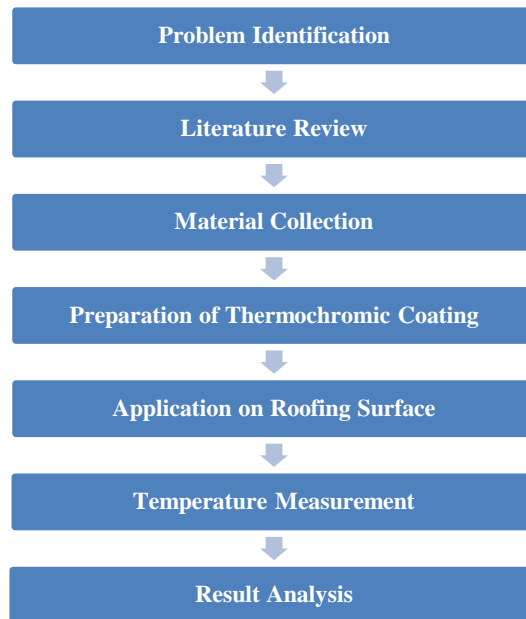 Problem Identification
Literature Review
Material Collection
Preparation of Thermochromic Coating
Application on Roofing Surface
Temperature Measurement
Result Analysis